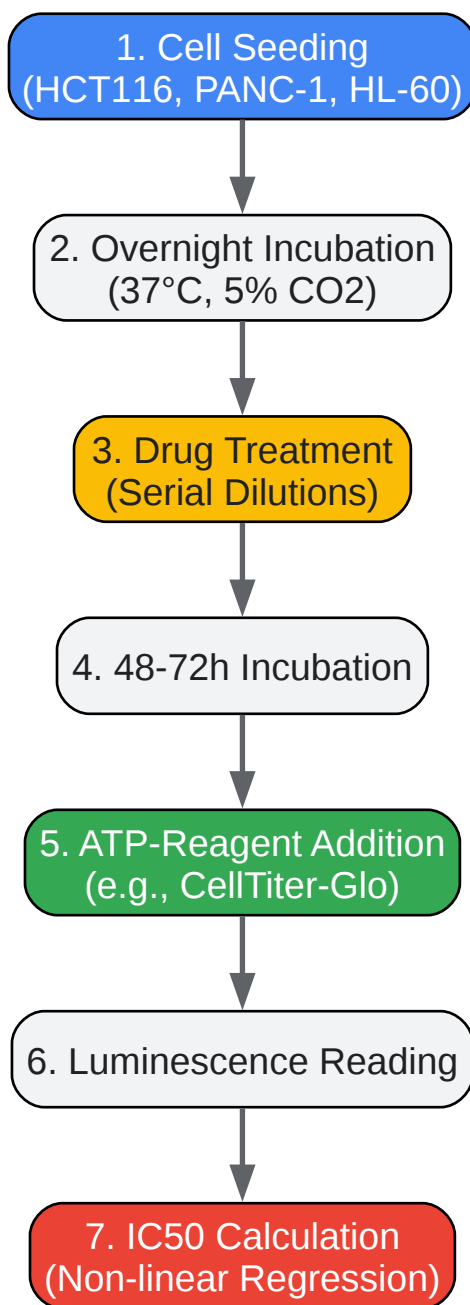 1. Cell Seeding
(HCT116, PANC-1, HL-60)
2. Overnight Incubation
(37°C, 5% CO2)
3. Drug Treatment
(Serial Dilutions)
4. 48-72h Incubation
5. ATP-Reagent Addition
(e.g., CellTiter-Glo)
6. Luminescence Reading
7. IC50 Calculation
(Non-linear Regression)